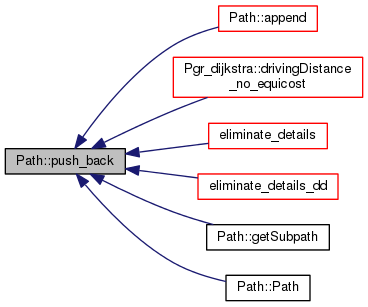 Path::append
Pgr_dijkstra::drivingDistance
_no_equicost
eliminate_details
Path::push_back
eliminate_details_dd
Path::getSubpath
Path::Path